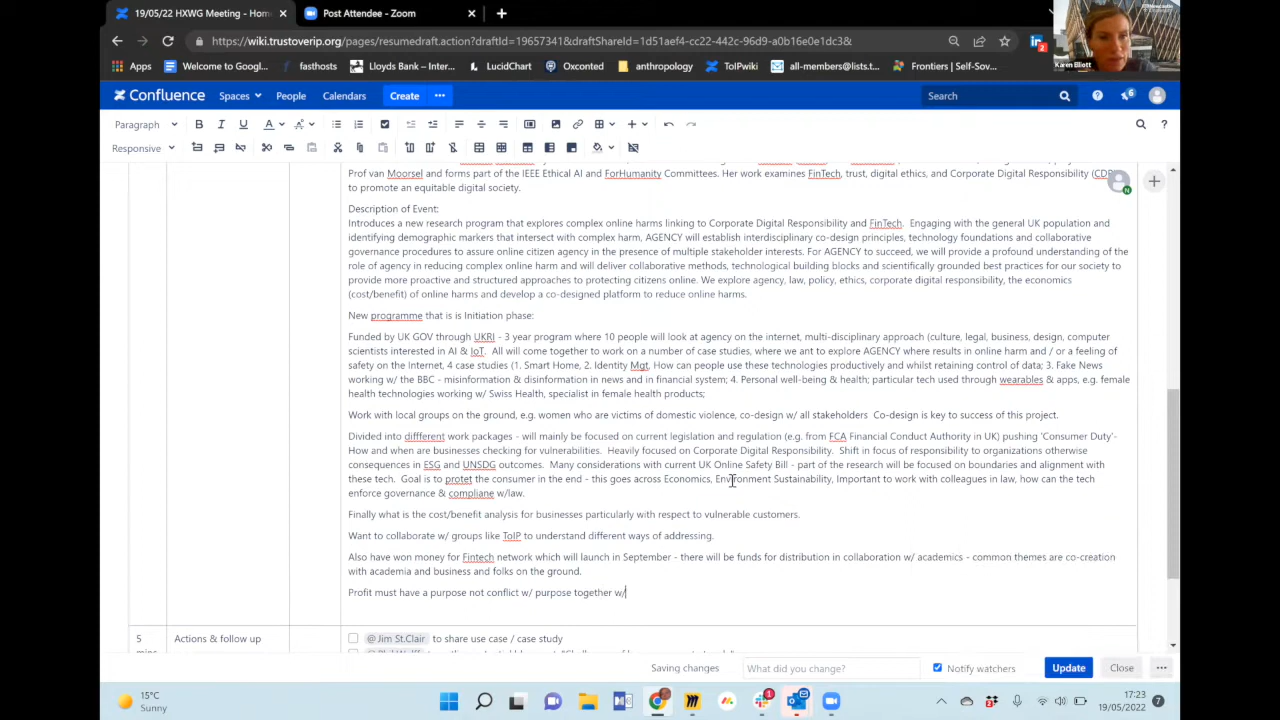 19/05/22 HXWG Meeting - Hom
Post Attendee - Zoom
https://wiki.trustoverip.org/pages/resumedraft.action?draftId=19657341&draftShareId=1d51aef4-cc22-442c-96d9-a0b16e0e1dc3&
Apps
Welcome to Google...
fasthosts
Lloyds Bank - Intern...
LucidChart
Oxconted
anthropology
ToIPwiki
all-members@lists.t...
Frontiers | Self-Sov...
Karen Elliott
Confluence
Spaces
People
Calendars
Create
Search
6
Paragraph
B I U A
Responsive
Prof van Moorsel and forms part of the IEEE Ethical AI and ForHumanity Committees. Her work examines FinTech, trust, digital ethics, and Corporate Digital Responsibility (CDR)
to promote an equitable digital society.
Description of Event:
Introduces a new research program that explores complex online harms linking to Corporate Digital Responsibility and FinTech. Engaging with the general UK population and
identifying demographic markers that intersect with complex harm, AGENCY will establish interdisciplinary co-design principles, technology foundations and collaborative
governance procedures to assure online citizen agency in the presence of multiple stakeholder interests. For AGENCY to succeed, we will provide a profound understanding of the
role of agency in reducing complex online harm and will deliver collaborative methods, technological building blocks and scientifically grounded best practices for our society to
provide more proactive and structured approaches to protecting citizens online. We explore agency, law, policy, ethics, corporate digital responsibility, the economics
(cost/benefit) of online harms and develop a co-designed platform to reduce online harms.
New programme that is is Initiation phase:
Funded by UK GOV through UKRI - 3 year program where 10 people will look at agency on the internet, multi-disciplinary approach (culture, legal, business, design, computer
scientists interested in AI & IoT. All will come together to work on a number of case studies, where we ant to explore AGENCY where results in online harm and / or a feeling of
safety on the Internet, 4 case studies (1. Smart Home, 2. Identity Mgt. How can people use these technologies productively and whilst retaining control of data; 3. Fake News
working w/ the BBC - misinformation & disinformation in news and in financial system; 4. Personal well-being & health; particular tech used through wearables & apps, e.g. female
health technologies working w/ Swiss Health, specialist in female health products;
Work with local groups on the ground, e.g. women who are victims of domestic violence, co-design w/ all stakeholders Co-design is key to success of this project.
Divided into diffferent work packages - will mainly be focused on current legislation and regulation (e.g. from FCA Financial Conduct Authority in UK) pushing 'Consumer Duty'-
How and when are businesses checking for vulnerabilities. Heavily focused on Corporate Digital Responsibility. Shift in focus of responsibility to organizations otherwise
consequences in ESG and UNSDG outcomes. Many considerations with current UK Online Safety Bill - part of the research will be focused on boundaries and alignment with
these tech. Goal is to protet the consumer in the end - this goes across Economics, Environment Sustainability, Important to work with colleagues in law, how can the tech
enforce governance & compliane w/law.
Finally what is the cost/benefit analysis for businesses particularly with respect to vulnerable customers.
Want to collaborate w/ groups like ToIP to understand different ways of addressing.
Also have won money for Fintech network which will launch in September - there will be funds for distribution in collaboration w/ academics - common themes are co-creation
with academia and business and folks on the ground.
Profit must have a purpose not conflict w/ purpose together w/
5
mins
Actions & follow up
@Jim St.Clair to share use case / case study
Saving changes
What did you change?
Notify watchers
Update
Close
15°C
Sunny
17:23
19/05/2022
7